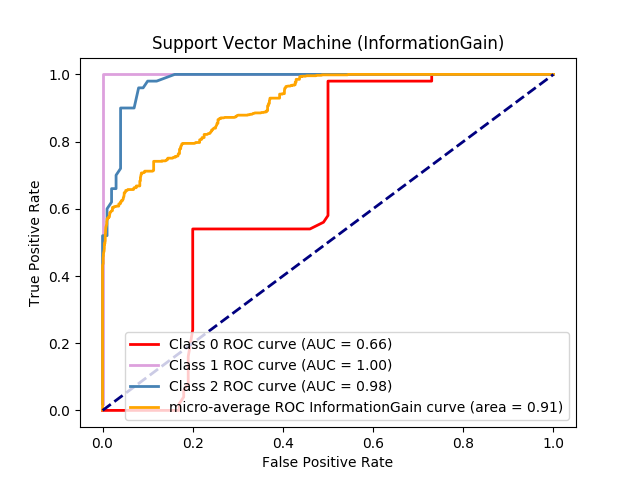 Support Vector Machine (InformationGain)
True Positive Rate
1.0
0.8
0.6
0.4
0.2
0.0
Class 0 ROC curve (AUC = 0.66)
Class 1 ROC curve (AUC = 1.00)
Class 2 ROC curve (AUC = 0.98)
micro-average ROC InformationGain curve (area = 0.91)
0.0 0.2 0.4 0.6 0.8 1.0
False Positive Rate